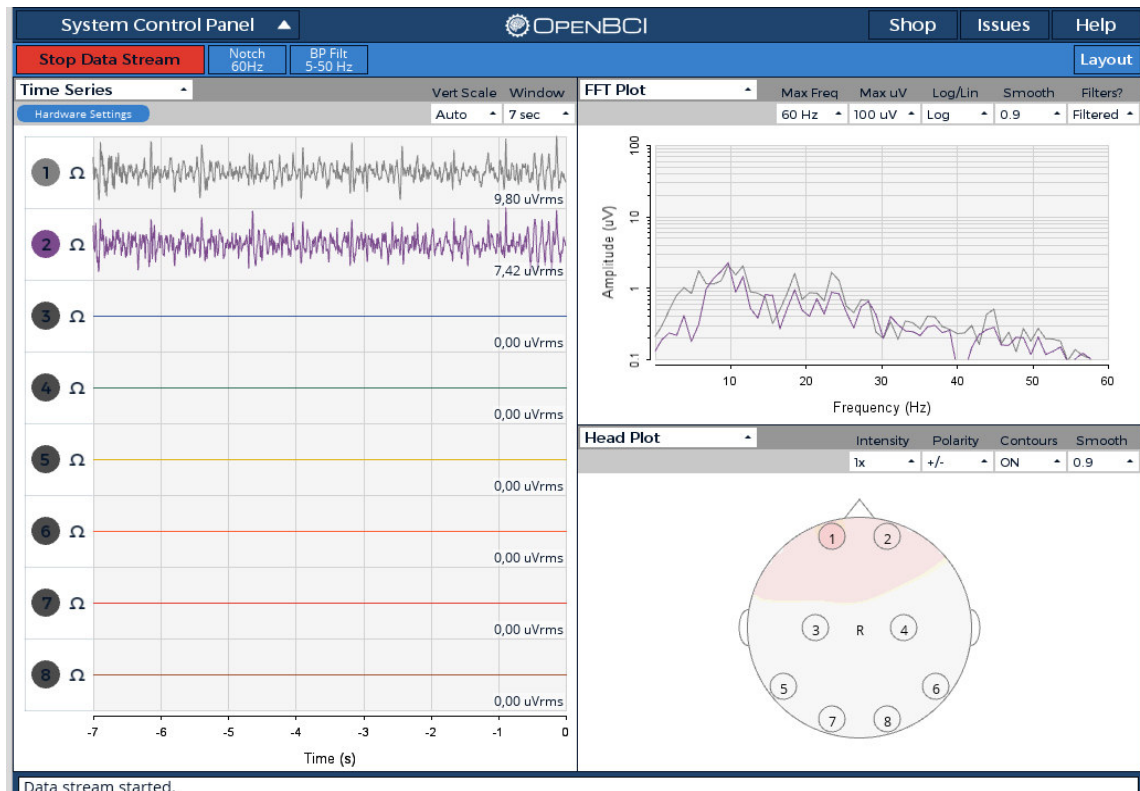 System Control Panel
OPENBCI
Shop
Issues
Help
Stop Data Stream
Notch
60Hz
BP Filt
5-50 Hz
Layout
Time Series
Vert Scale Window
Hardware Settings
Auto
7 sec
1 Ω
9,80 uVrms
2 Ω
7,42 uVrms
3 Ω
0,00 uVrms
4 Ω
0,00 uVrms
5 Ω
0,00 uVrms
6 Ω
0,00 uVrms
7 Ω
0,00 uVrms
8 Ω
0,00 uVrms
-7 -6 -5 -4 -3 -2 -1 0
Time (s)
FFT Plot
Max Freq Max uV Log/Lin Smooth Filters?
60 Hz 100 uV Log 0.9 Filtered
100
10
1
0.1
Amplitude (uV)
10 20 30 40 50 60
Frequency (Hz)
Head Plot
Intensity Polarity Contours Smooth
1x +/- ON 0.9
1 2
3 R 4
5 6
7 8
Data stream started.